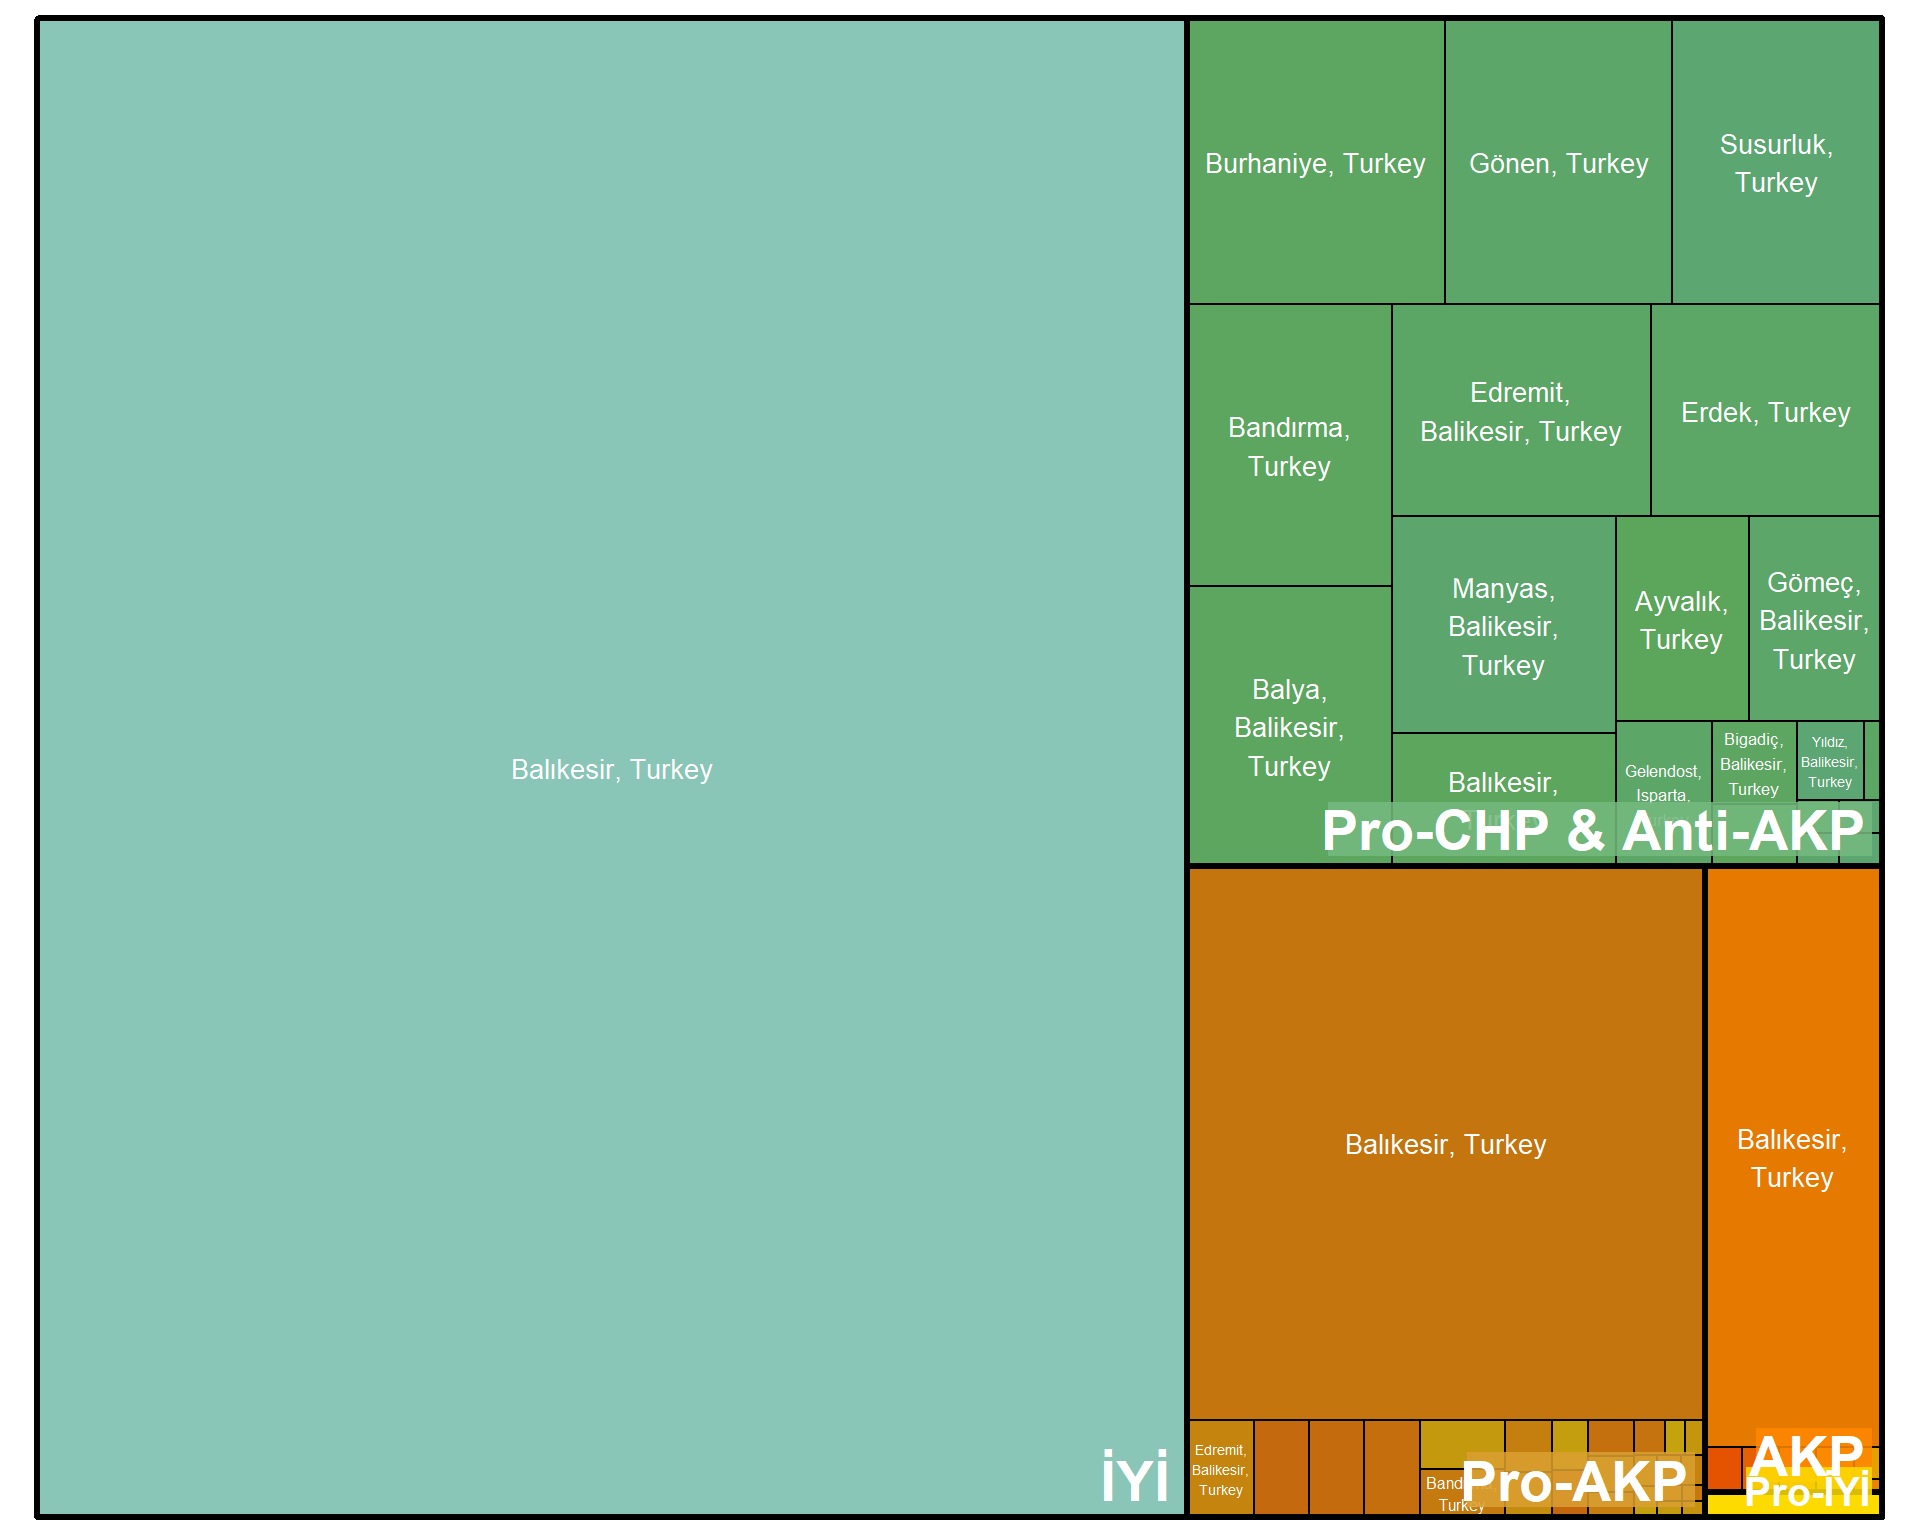 Balıkesir, Turkey
İYİ
Burhaniye, Turkey
Gönen, Turkey
Susurluk,
Turkey
Bandırma,
Turkey
Edremit,
Balikesir, Turkey
Erdek, Turkey
Balya,
Balikesir,
Turkey
Manyas,
Balikesir,
Turkey
Ayvalık,
Turkey
Gömeç,
Balikesir,
Turkey
Balıkesir,
Gelendost,
Isparta,
Bigadiç,
Balikesir,
Turkey
Yıldız,
Balikesir,
Turkey
Pro-CHP & Anti-AKP
Balıkesir, Turkey
Edremit,
Balikesir,
Turkey
Turkey
Pro-AKP
Balıkesir,
Turkey
AKP
Pro-İYİ